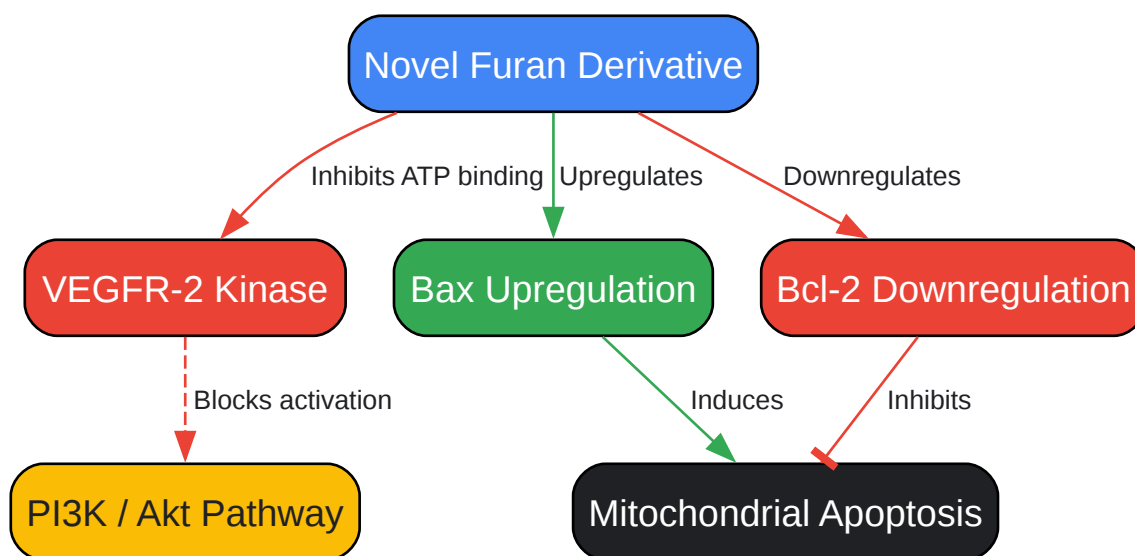 Novel Furan Derivative
Inhibits ATP binding
Upregulates
Downregulates
VEGFR-2 Kinase
Bax Upregulation
Bcl-2 Downregulation
Blocks activation
Induces
Inhibits
PI3K / Akt Pathway
Mitochondrial Apoptosis